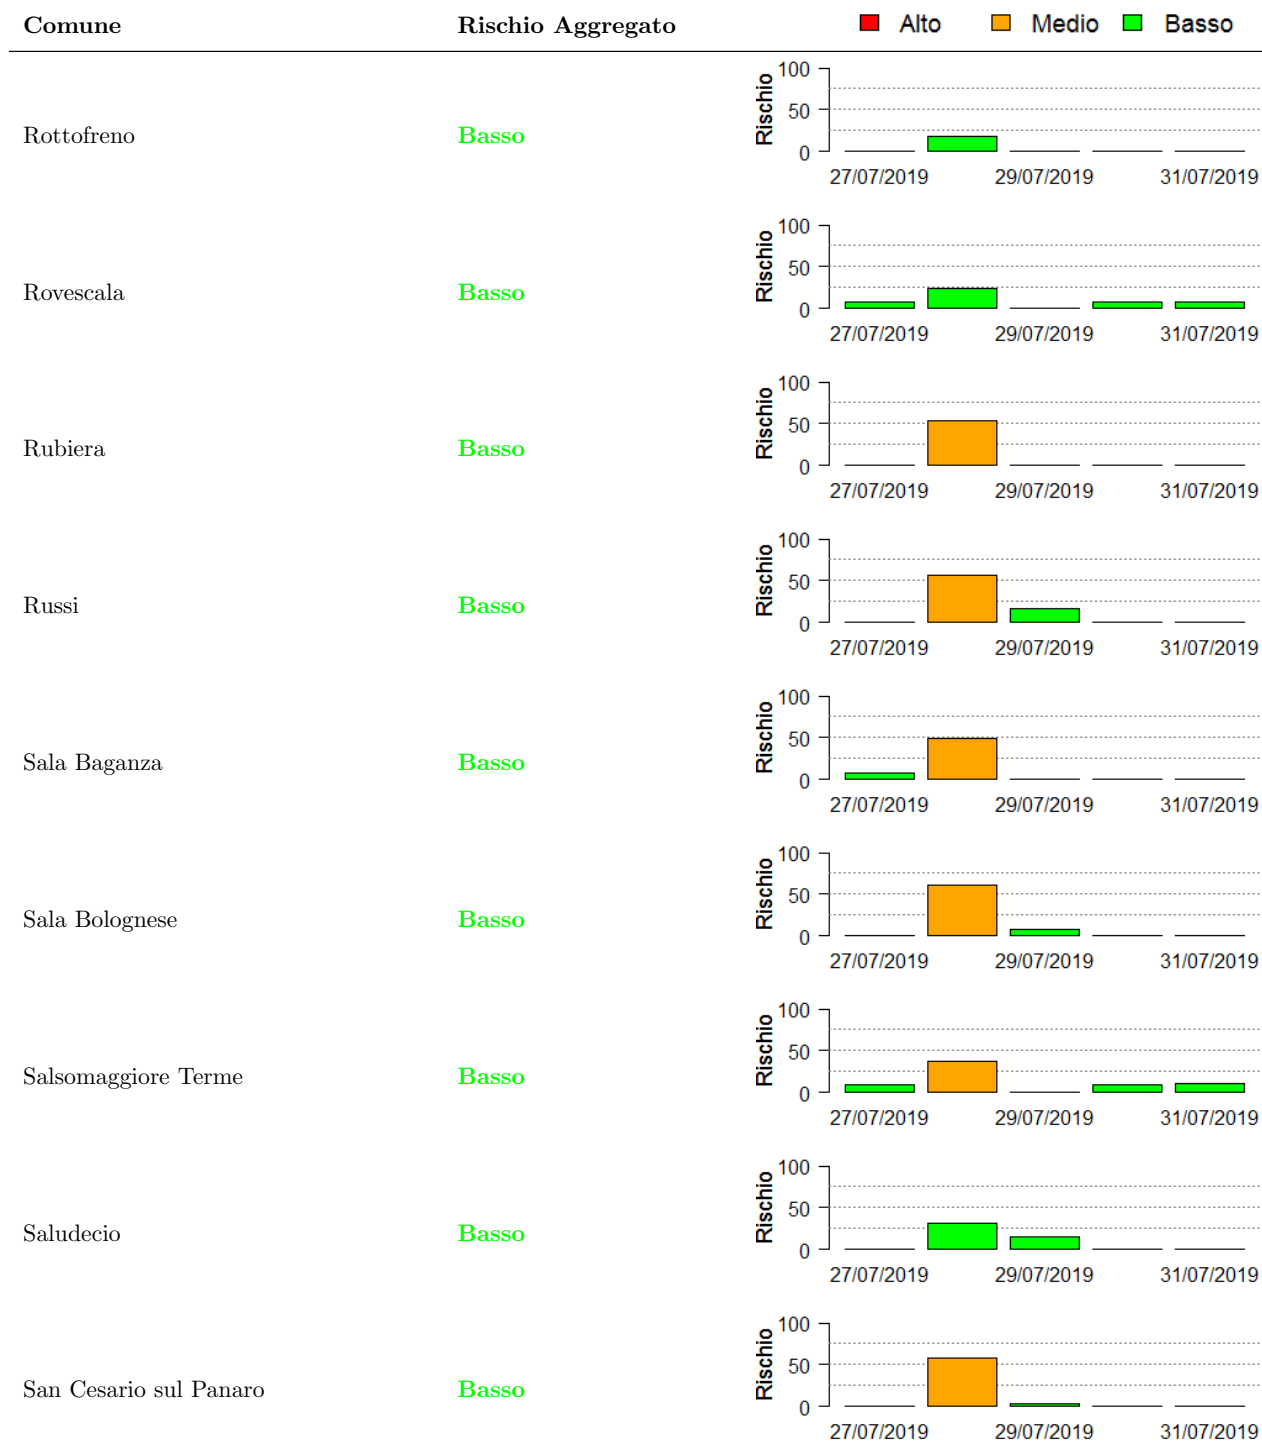 Comune Rischio Aggregato Alto Medio Basso
Rottofreno Basso
Rischio
100
50
0
27/07/2019 29/07/2019 31/07/2019
Rovescala Basso
Rischio
100
50
0
27/07/2019 29/07/2019 31/07/2019
Rubiera Basso
Rischio
100
50
0
27/07/2019 29/07/2019 31/07/2019
Russi Basso
Rischio
100
50
0
27/07/2019 29/07/2019 31/07/2019
Sala Baganza Basso
Rischio
100
50
0
27/07/2019 29/07/2019 31/07/2019
Sala Bolognese Basso
Rischio
100
50
0
27/07/2019 29/07/2019 31/07/2019
Salsomaggiore Terme Basso
Rischio
100
50
0
27/07/2019 29/07/2019 31/07/2019
Saludecio Basso
Rischio
100
50
0
27/07/2019 29/07/2019 31/07/2019
San Cesario sul Panaro Basso
Rischio
100
50
0
27/07/2019 29/07/2019 31/07/2019